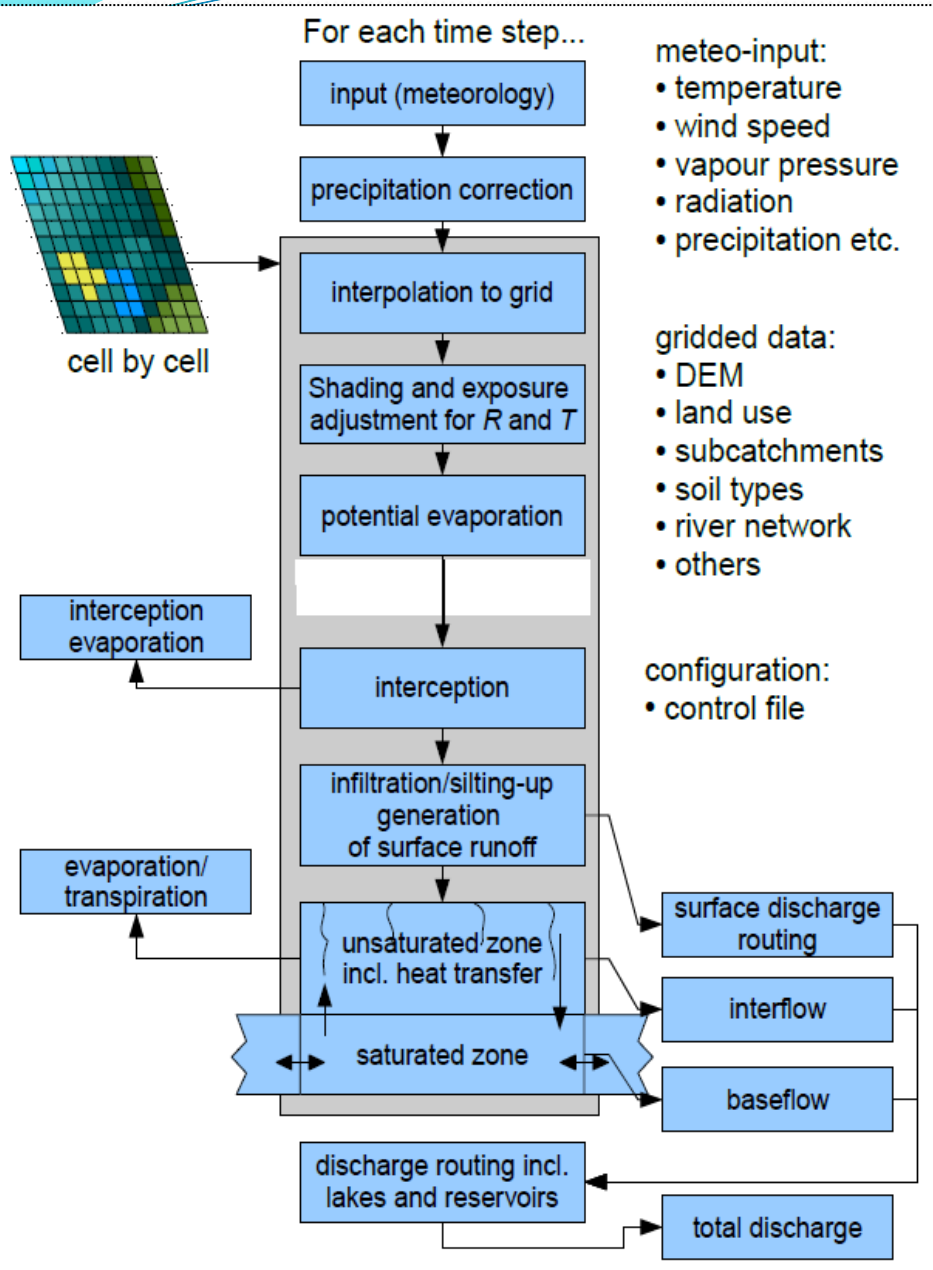 For each time step...
input (meteorology)
precipitation correction
cell by cell
interpolation to grid
Shading and exposure
adjustment for R and T
potential evaporation
interception
evaporation
interception
infiltration/silting-up
generation
of surface runoff
evaporation/
transpiration
unsaturated zone
incl. heat transfer
saturated zone
surface discharge
routing
interflow
baseflow
discharge routing incl.
lakes and reservoirs
total discharge
meteo-input:
• temperature
• wind speed
• vapour pressure
• radiation
• precipitation etc.
gridded data:
• DEM
• land use
• subcatchments
• soil types
• river network
• others
configuration:
• control file